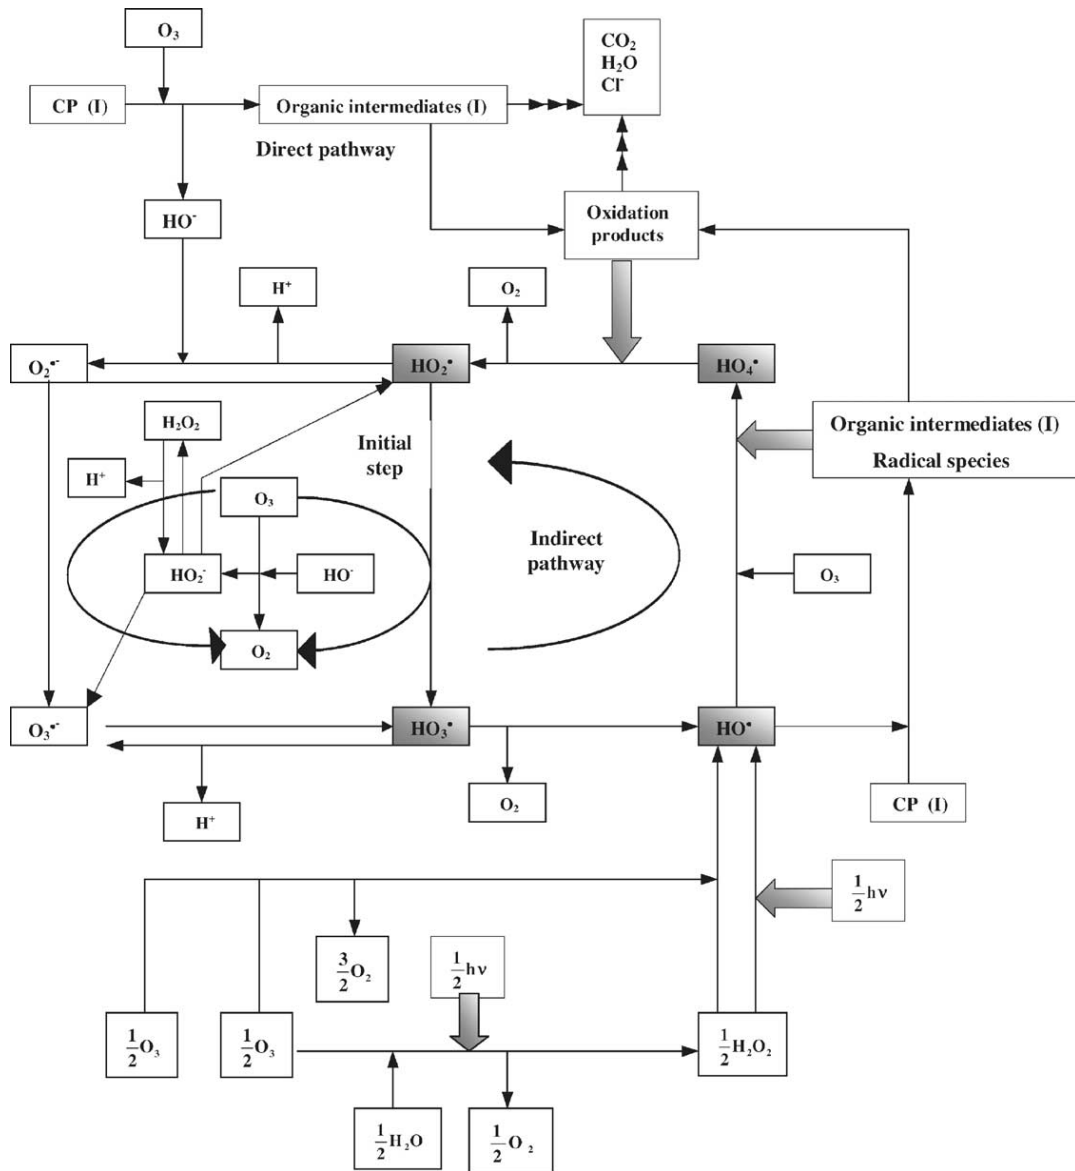 O₃
CO₂
H₂O
Cl⁻
CP (I)
Organic intermediates (I)
Direct pathway
HO⁻
Oxidation
products
H⁺
O₂
O₂•⁻
HO₂•
HO₄•
H₂O₂
Initial
step
Organic intermediates (I)
Radical species
H⁺
O₃
Indirect
pathway
HO₂⁻
HO⁻
O₃
O₂
O₃•⁻
HO₃•
HO•
O₂
CP (I)
H⁺
1/2 hν
3/2 O₂
1/2 hν
1/2 O₃
1/2 O₃
1/2 H₂O₂
1/2 H₂O
1/2 O₂